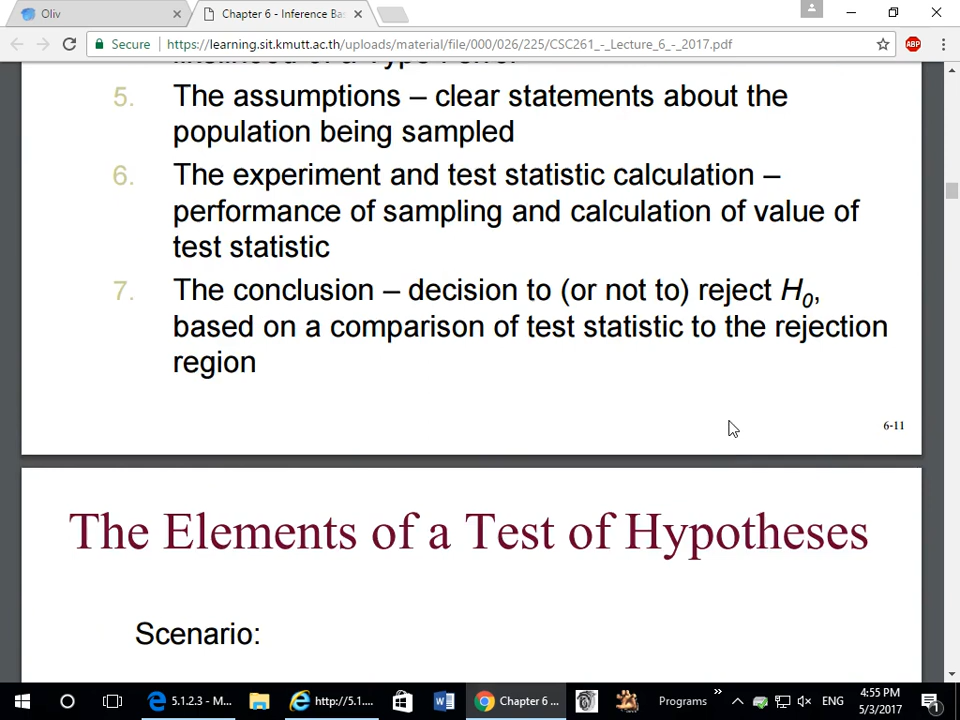 Oliv
Chapter 6 - Inference Ba
Secure
https://learning.sit.kmutt.ac.th/uploads/material/file/000/026/225/CSC261_-_Lecture_6_-_2017.pdf
ABP
5. The assumptions – clear statements about the
population being sampled
6. The experiment and test statistic calculation –
performance of sampling and calculation of value of
test statistic
7. The conclusion – decision to (or not to) reject H0,
based on a comparison of test statistic to the rejection
region
6-11
The Elements of a Test of Hypotheses
Scenario:
5.1.2.3 - M...
http://5.1....
Chapter 6 ...
Programs
ENG
4:55 PM
5/3/2017
1